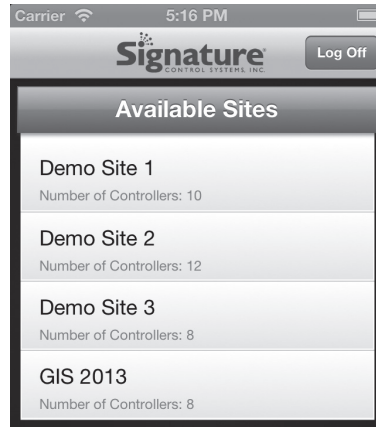 Carrier 5:16 PM
Signature
CONTROL SYSTEMS, INC.
Log Off
Available Sites
Demo Site 1
Number of Controllers: 10
Demo Site 2
Number of Controllers: 12
Demo Site 3
Number of Controllers: 8
GIS 2013
Number of Controllers: 8